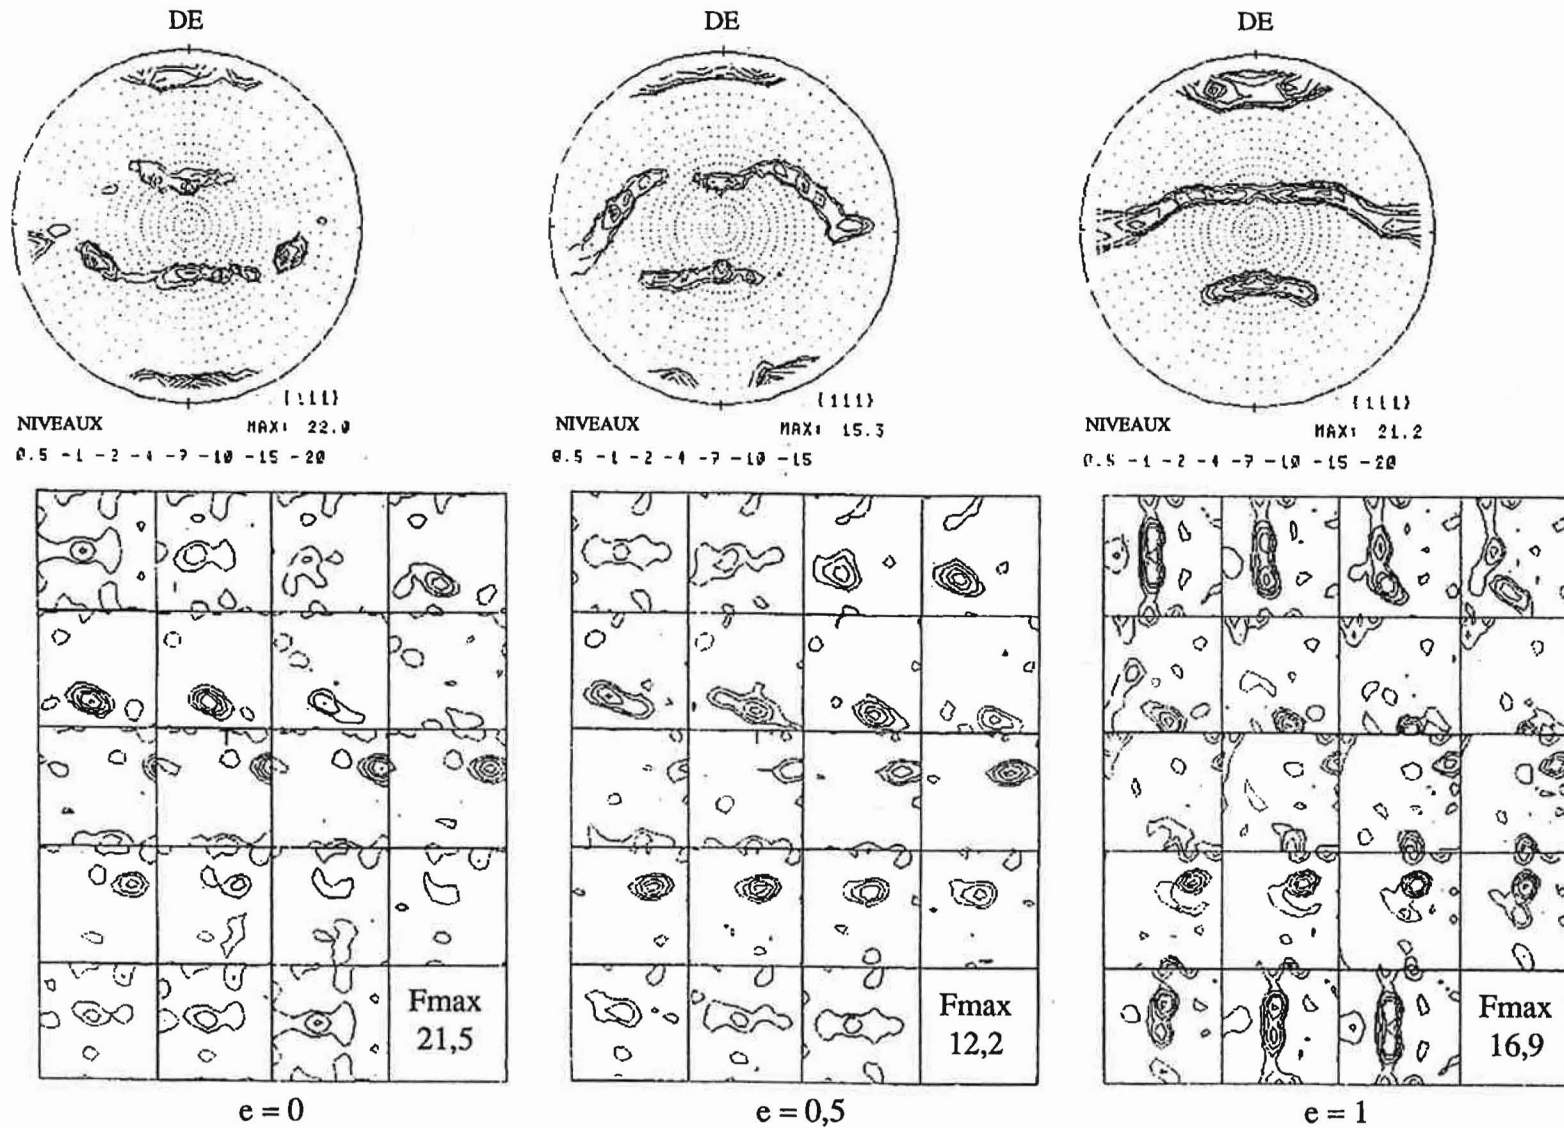 DE
DE
DE
{111}
NIVEAUX
MAX: 22.0
0.5 -1 -2 -4 -7 -10 -15 -20
{111}
NIVEAUX
MAX: 15.3
0.5 -1 -2 -4 -7 -10 -15
{111}
NIVEAUX
MAX: 21.2
0.5 -1 -2 -4 -7 -10 -15 -20
Fmax
21,5
Fmax
12,2
Fmax
16,9
e = 0
e = 0,5
e = 1